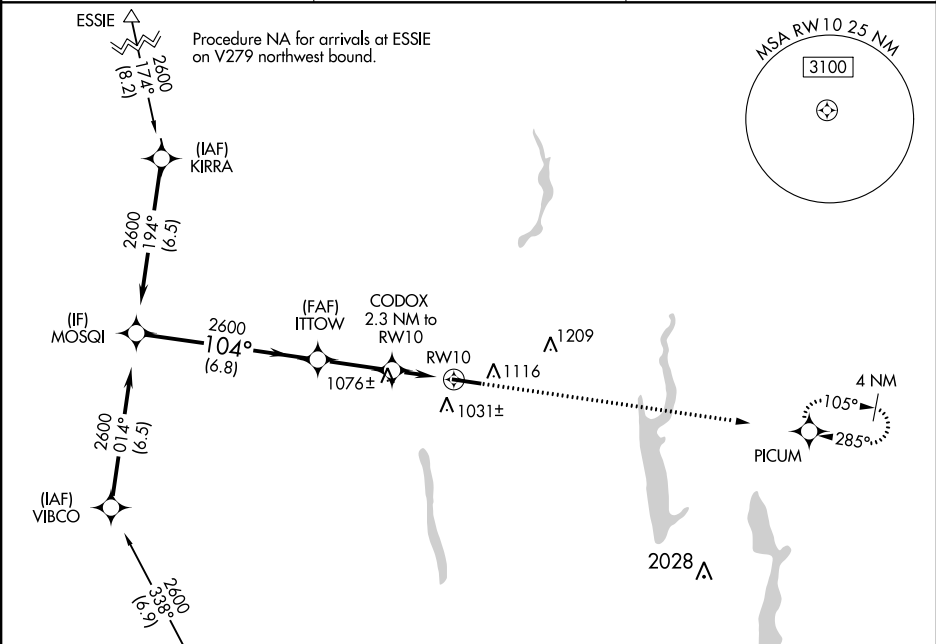 ESSIE
Procedure NA for arrivals at ESSIE
on V279 northwest bound.
2600
174°
(8.2)
MSA RW10 25 NM
3100
(IAF)
KIRRA
2600
194°
(6.5)
(IF)
MOSQI
2600
104°
(6.8)
(FAF)
ITTOW
CODOX
2.3 NM to
RW10
RW10
1076±
1116
1209
1031±
4 NM
105°
285°
PICUM
2600
014°
(6.5)
(IAF)
VIBCO
2600
338°
(6.9)
2028